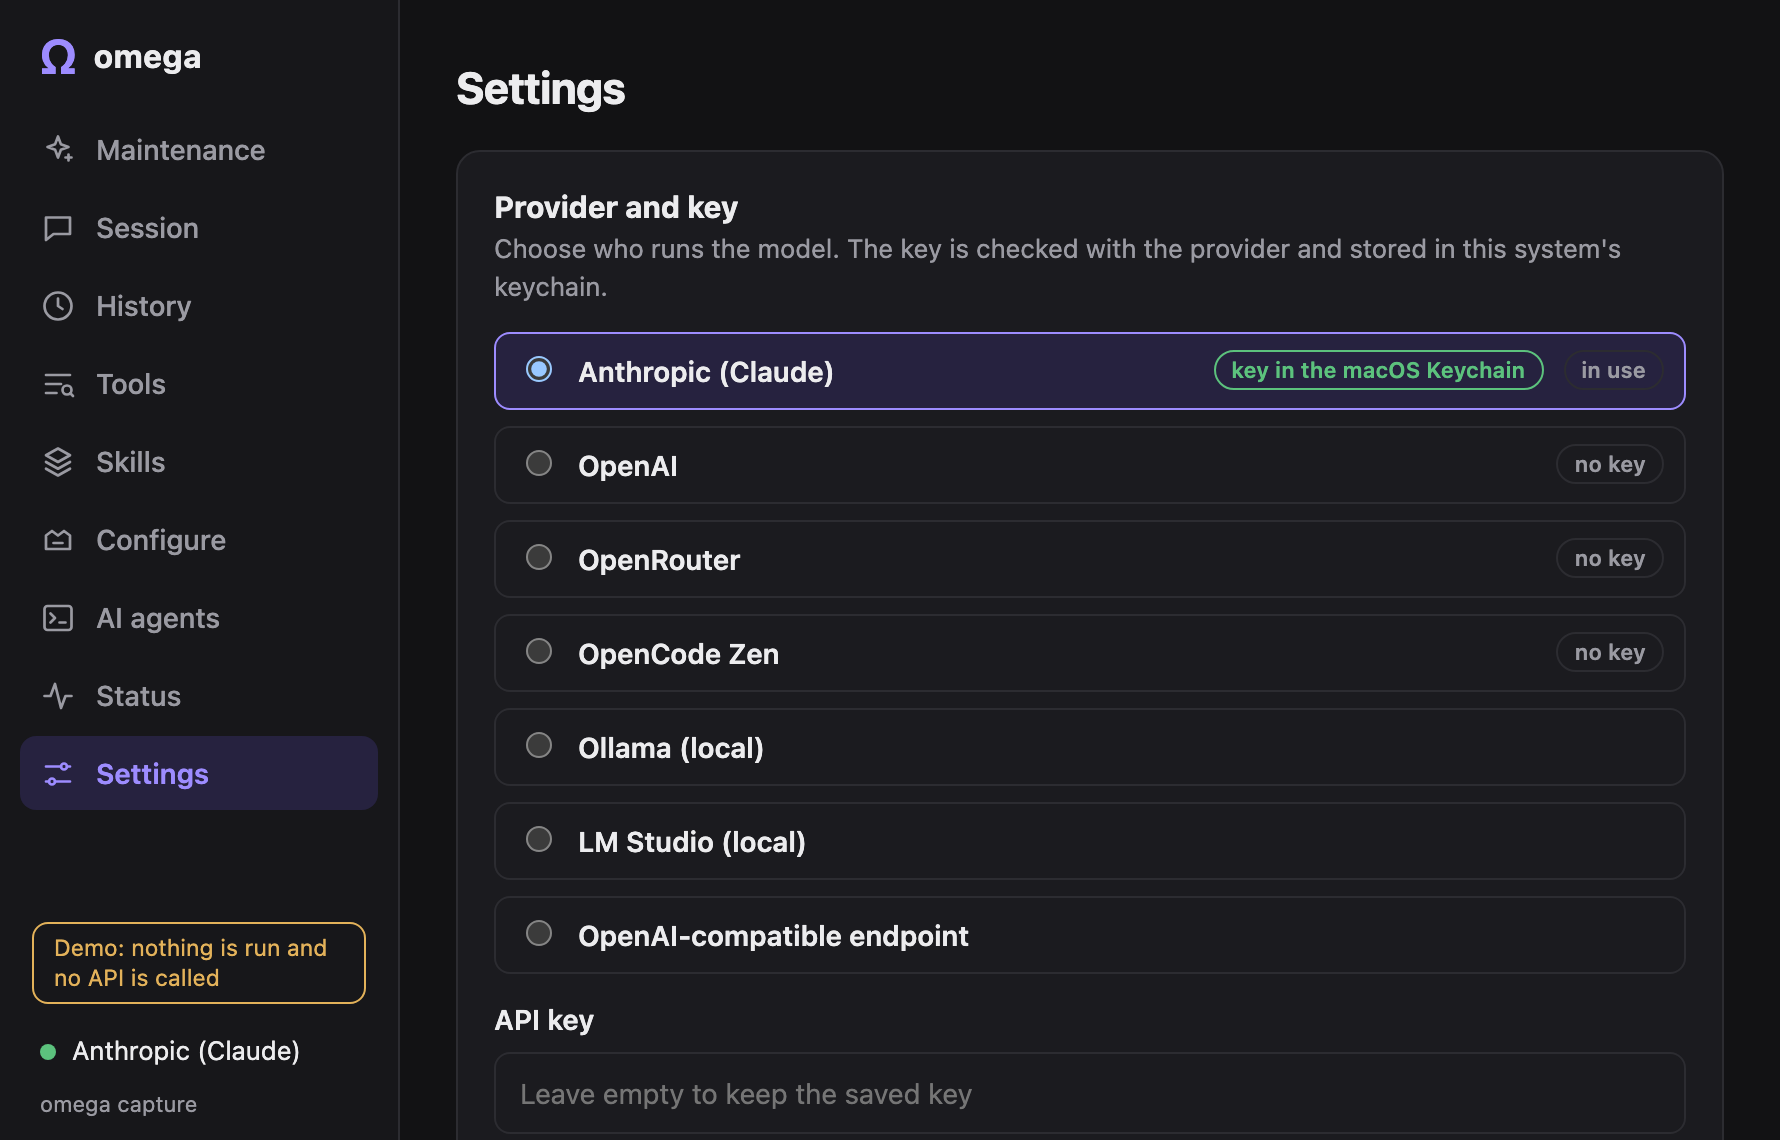 Ω omega
Maintenance
Session
History
Tools
Skills
Configure
AI agents
Status
Settings
Demo: nothing is run and
no API is called
Anthropic (Claude)
omega capture
Settings
Provider and key
Choose who runs the model. The key is checked with the provider and stored in this system's
keychain.
Anthropic (Claude) key in the macOS Keychain in use
OpenAI no key
OpenRouter no key
OpenCode Zen no key
Ollama (local)
LM Studio (local)
OpenAI-compatible endpoint
API key
Leave empty to keep the saved key